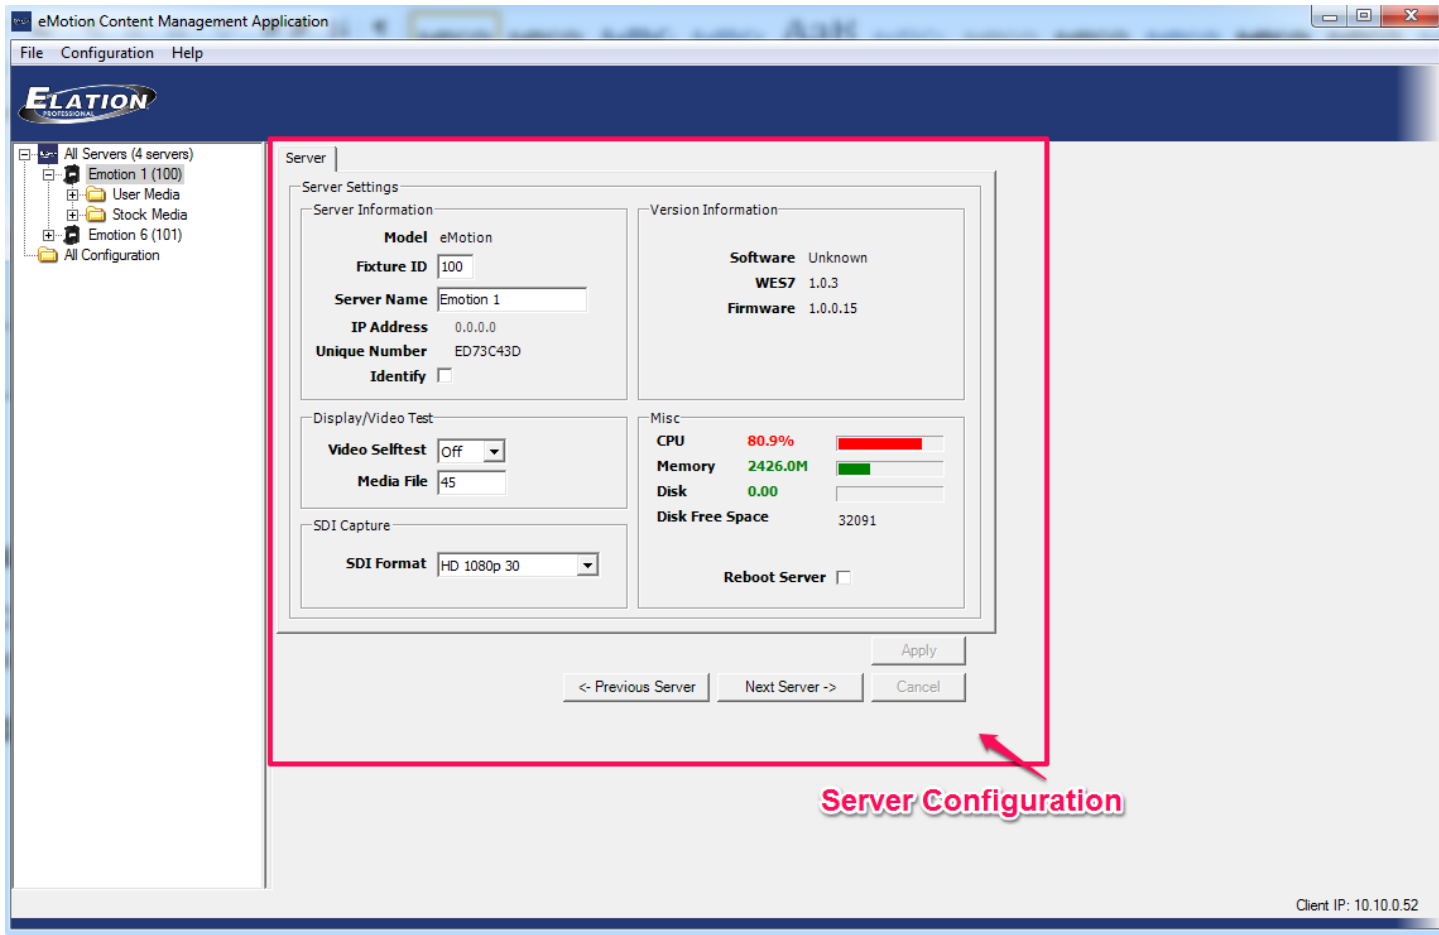 eMotion Content Management Application
File Configuration Help
ELATION
PROFESSIONAL
All Servers (4 servers)
Emotion 1 (100)
User Media
Stock Media
Emotion 6 (101)
All Configuration
Server
Server Settings
Server Information
Model eMotion
Fixture ID 100
Server Name Emotion 1
IP Address 0.0.0.0
Unique Number ED73C43D
Identify
Version Information
Software Unknown
WES7 1.0.3
Firmware 1.0.0.15
Display/Video Test
Video Selftest Off
Media File 45
SDI Capture
SDI Format HD 1080p 30
Misc
CPU 80.9%
Memory 2426.0M
Disk 0.00
Disk Free Space 32091
Reboot Server
Apply
<- Previous Server Next Server -> Cancel
Server Configuration
Client IP: 10.10.0.52